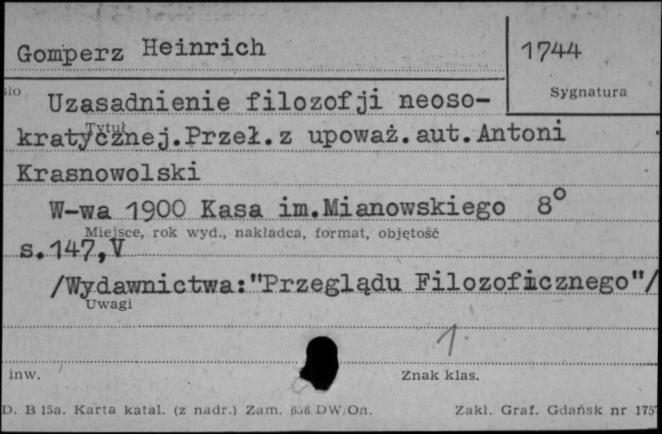 Gomperz Heinrich
1744
Sygnatura
Uzasadnienie filozofji neoso-
Tytuł
kratycznej.Przeł.z upoważ.aut.Antoni
Krasnowolski
W-wa 1900 Kasa im.Mianowskiego 8°
Miejsce, rok wyd., nakładca, format, objętość
s.147,V
/Wydawnictwa:"Przeglądu Filozoficznego"/
Uwagi
1
inw.
Znak klas.
D. B 15a. Karta katal. (z nadr.) Zam. DW/On.
Zakł. Graf. Gdańsk nr